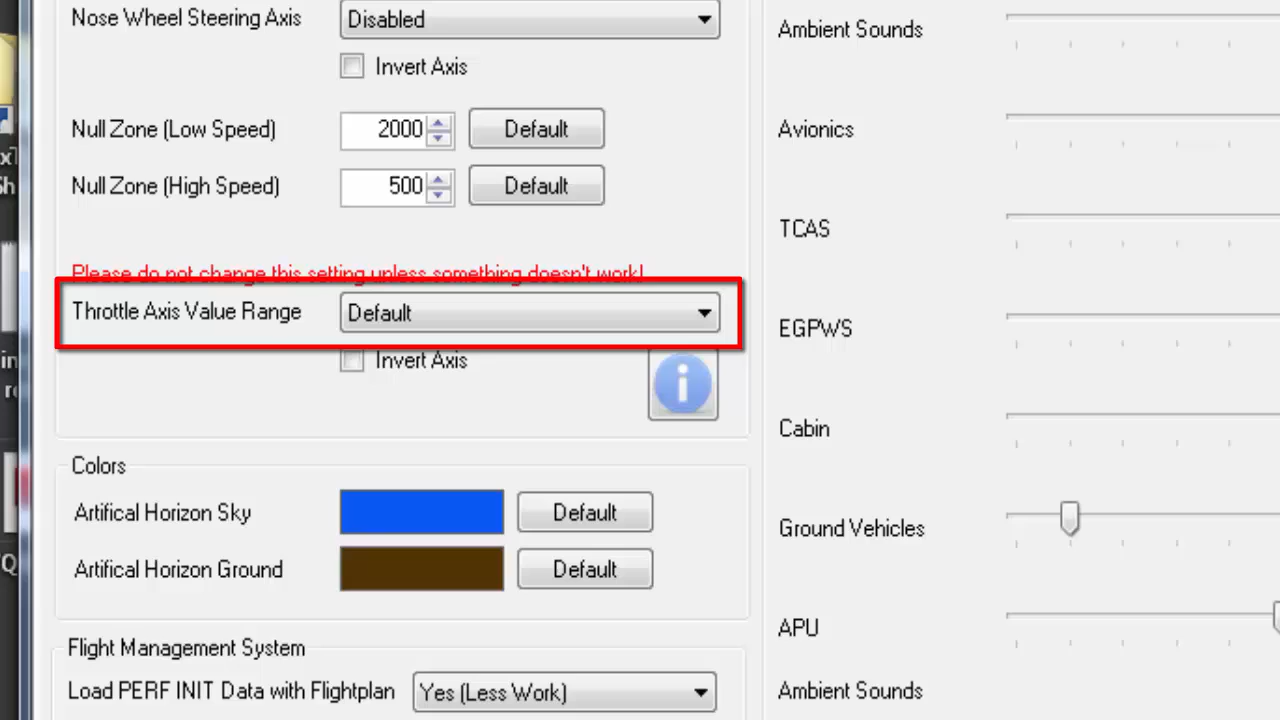 Nose Wheel Steering Axis
Disabled
Invert Axis
Null Zone (Low Speed)
2000
Default
Null Zone (High Speed)
500
Default
Please do not change this setting unless something doesn't work!
Throttle Axis Value Range
Default
Invert Axis
i
Colors
Artifical Horizon Sky
Default
Artifical Horizon Ground
Default
Flight Management System
Load PERF INIT Data with Flightplan
Yes (Less Work)
Ambient Sounds
Avionics
TCAS
EGPWS
Cabin
Ground Vehicles
APU
Ambient Sounds